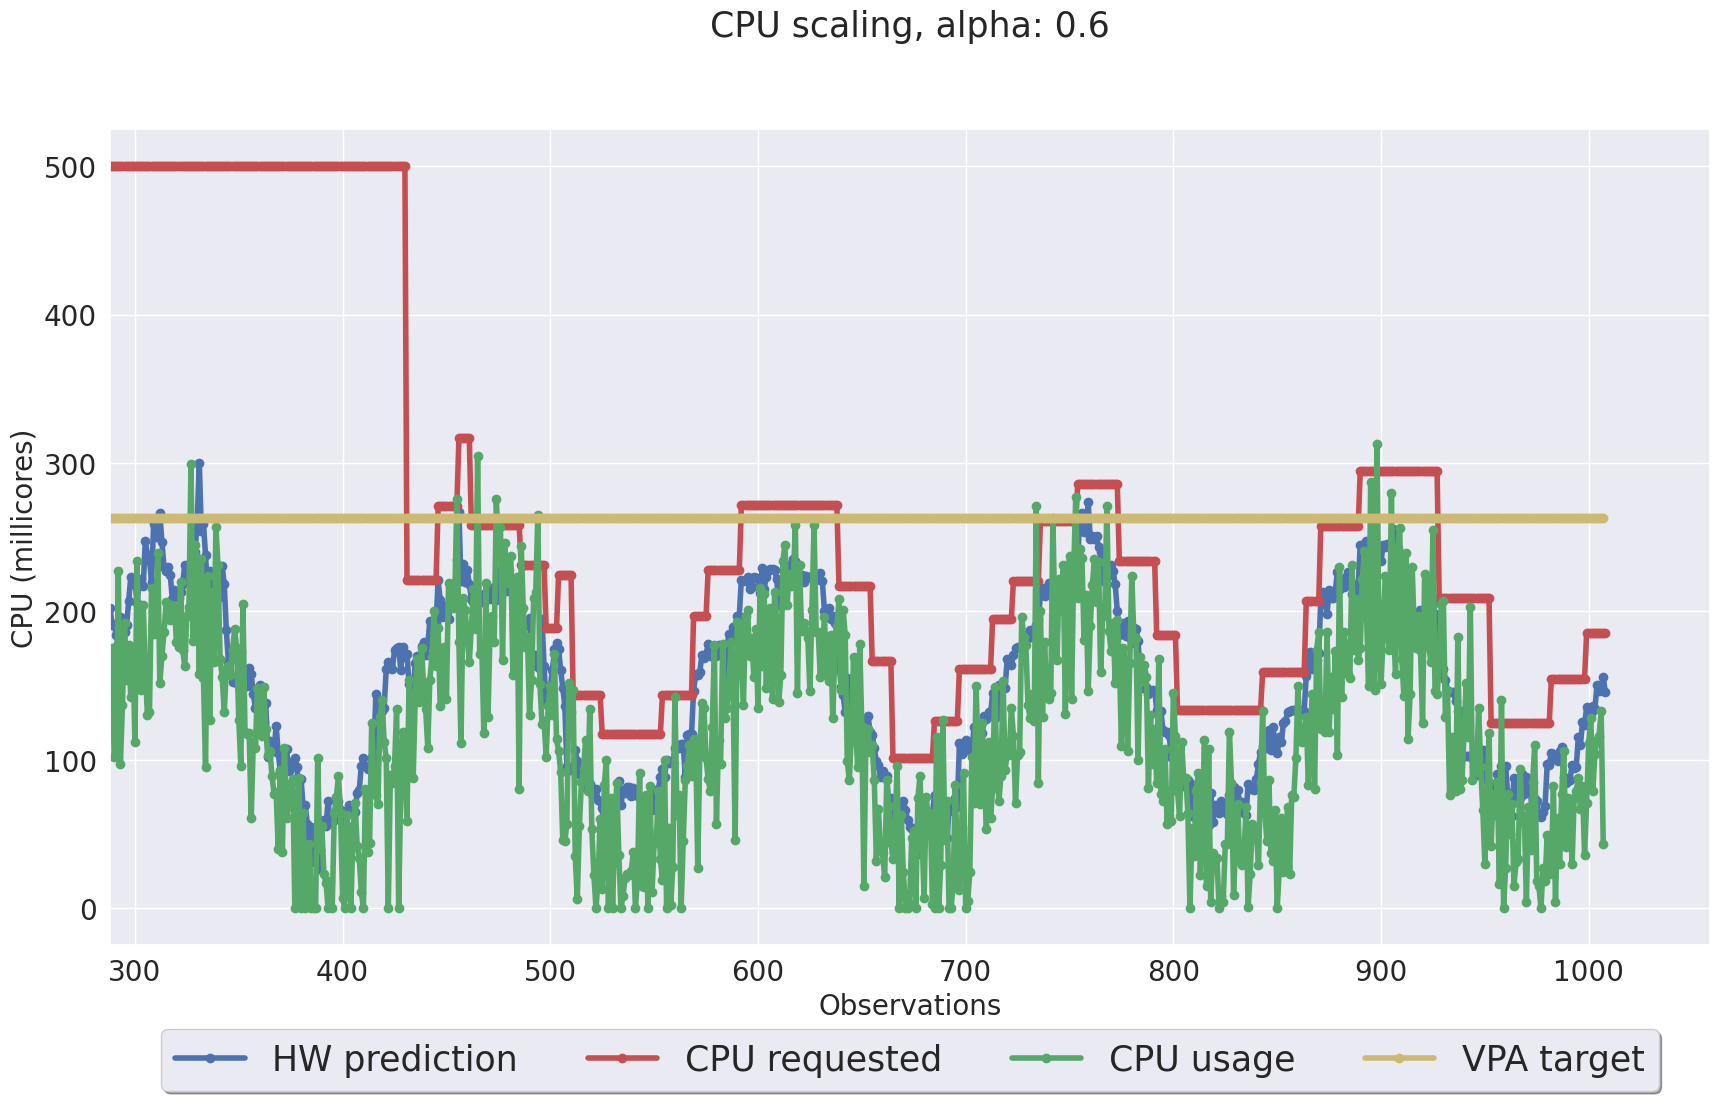 CPU scaling, alpha: 0.6
500
400
300
200
100
0
CPU (millicores)
300 400 500 600 700 800 900 1000
Observations
HW prediction CPU requested CPU usage VPA target